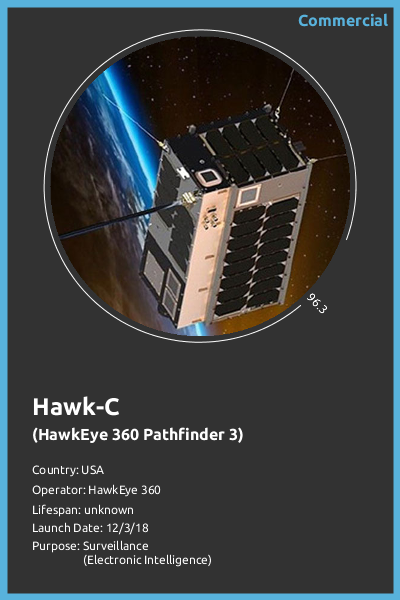 Commercial
96.3
Hawk-C
(HawkEye 360 Pathfinder 3)
Country: USA
Operator: HawkEye 360
Lifespan: unknown
Launch Date: 12/3/18
Purpose: Surveillance
(Electronic Intelligence)